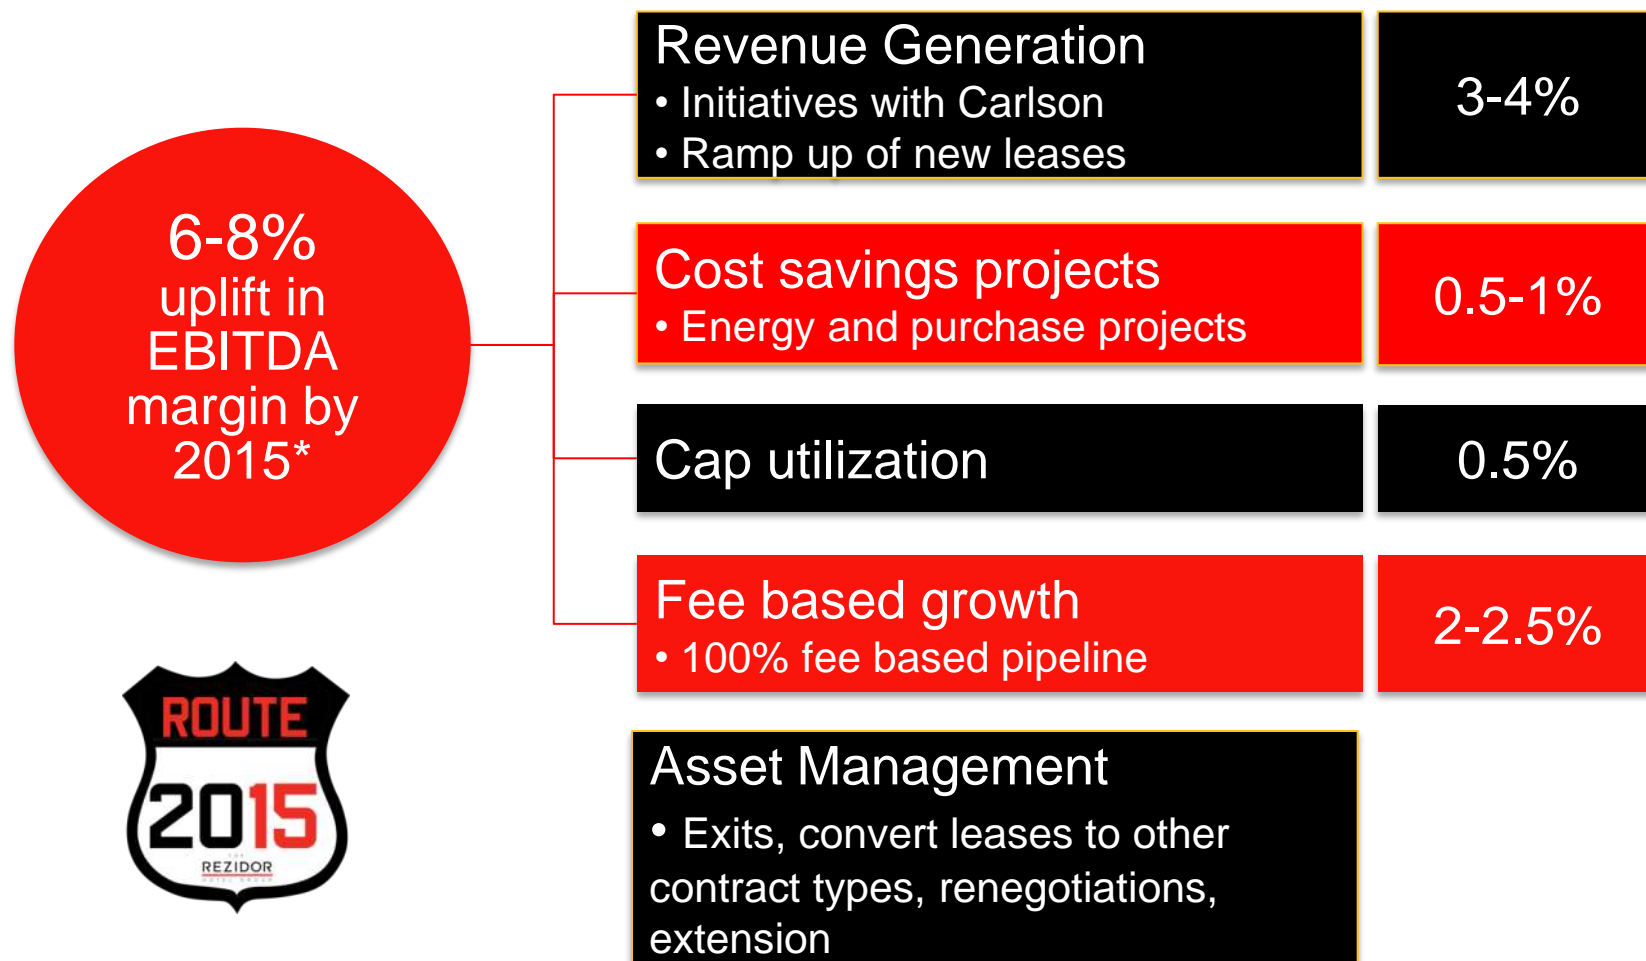 6-8%
uplift in
EBITDA
margin by
2015*
Revenue Generation
• Initiatives with Carlson
• Ramp up of new leases
3-4%
Cost savings projects
• Energy and purchase projects
0.5-1%
Cap utilization
0.5%
Fee based growth
• 100% fee based pipeline
2-2.5%
Asset Management
• Exits, convert leases to other
contract types, renegotiations,
extension
ROUTE
2015
THE
REZIDOR
HOTEL GROUP